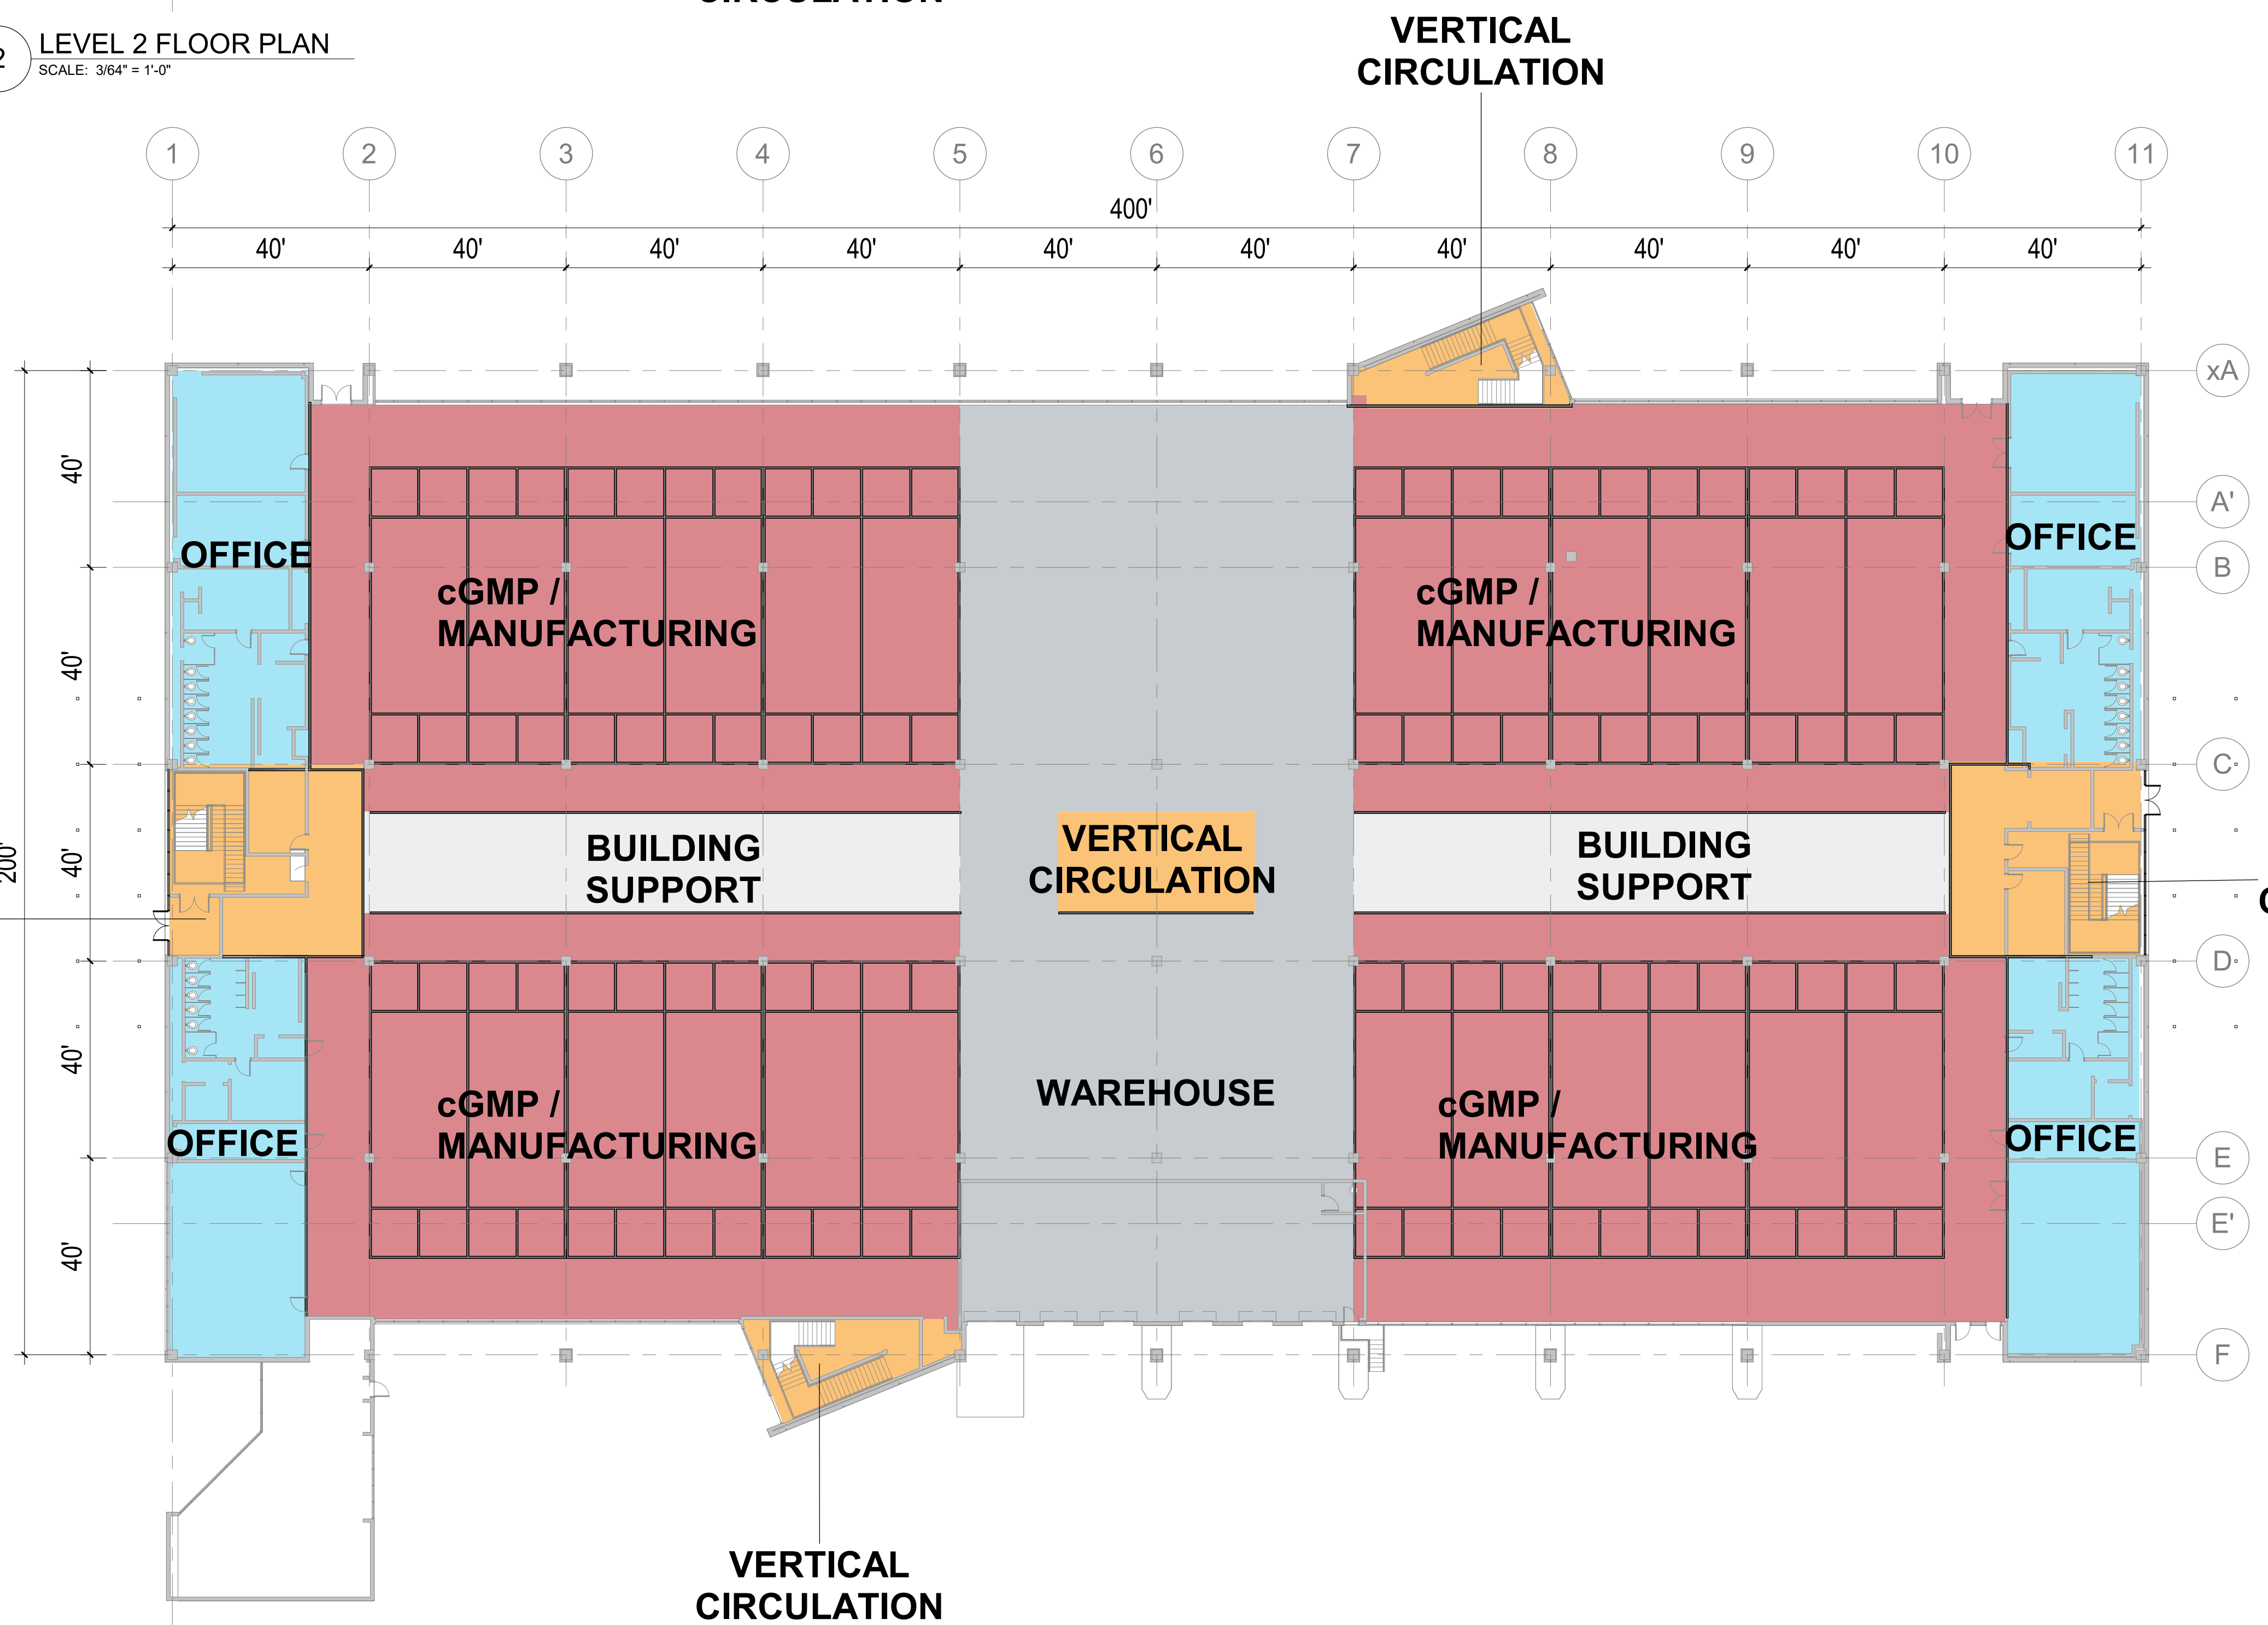 LEVEL 2 FLOOR PLAN
SCALE: 3/64" = 1'-0"
VERTICAL
CIRCULATION
1 2 3 4 5 6 7 8 9 10 11
400'
40' 40' 40' 40' 40' 40' 40' 40' 40' 40'
xA
A'
B
C
D
E
E'
F
200'
40'
40'
40'
40'
40'
OFFICE
OFFICE
cGMP /
MANUFACTURING
cGMP /
MANUFACTURING
BUILDING
SUPPORT
VERTICAL
CIRCULATION
BUILDING
SUPPORT
WAREHOUSE
cGMP /
MANUFACTURING
cGMP /
MANUFACTURING
OFFICE
OFFICE
VERTICAL
CIRCULATION